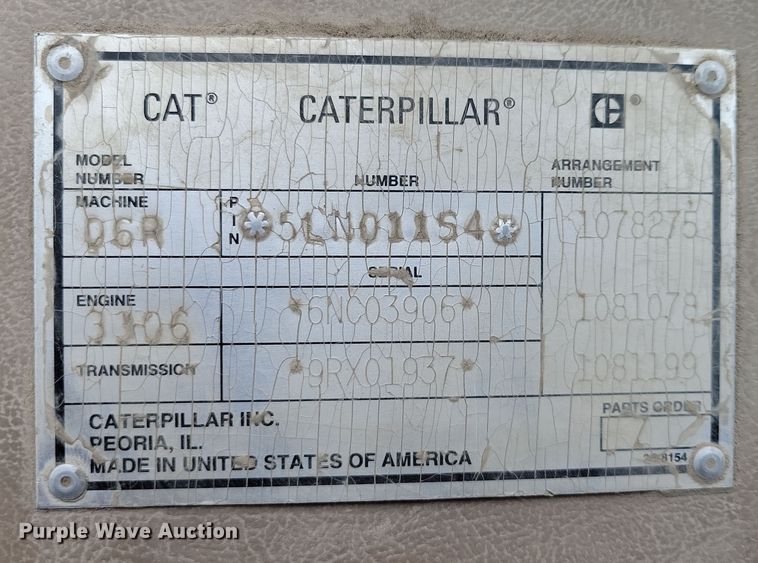 CAT® CATERPILLAR® ®
MODEL NUMBER NUMBER ARRANGEMENT NUMBER
MACHINE PIN
D6R *5LN01154* 1078275
SERIAL
ENGINE
3306 *6NC03906* 1081078
TRANSMISSION *9RX01937* 1081199
CATERPILLAR INC. PARTS ORDER
PEORIA, IL. Z Z
MADE IN UNITED STATES OF AMERICA
Purple Wave Auction